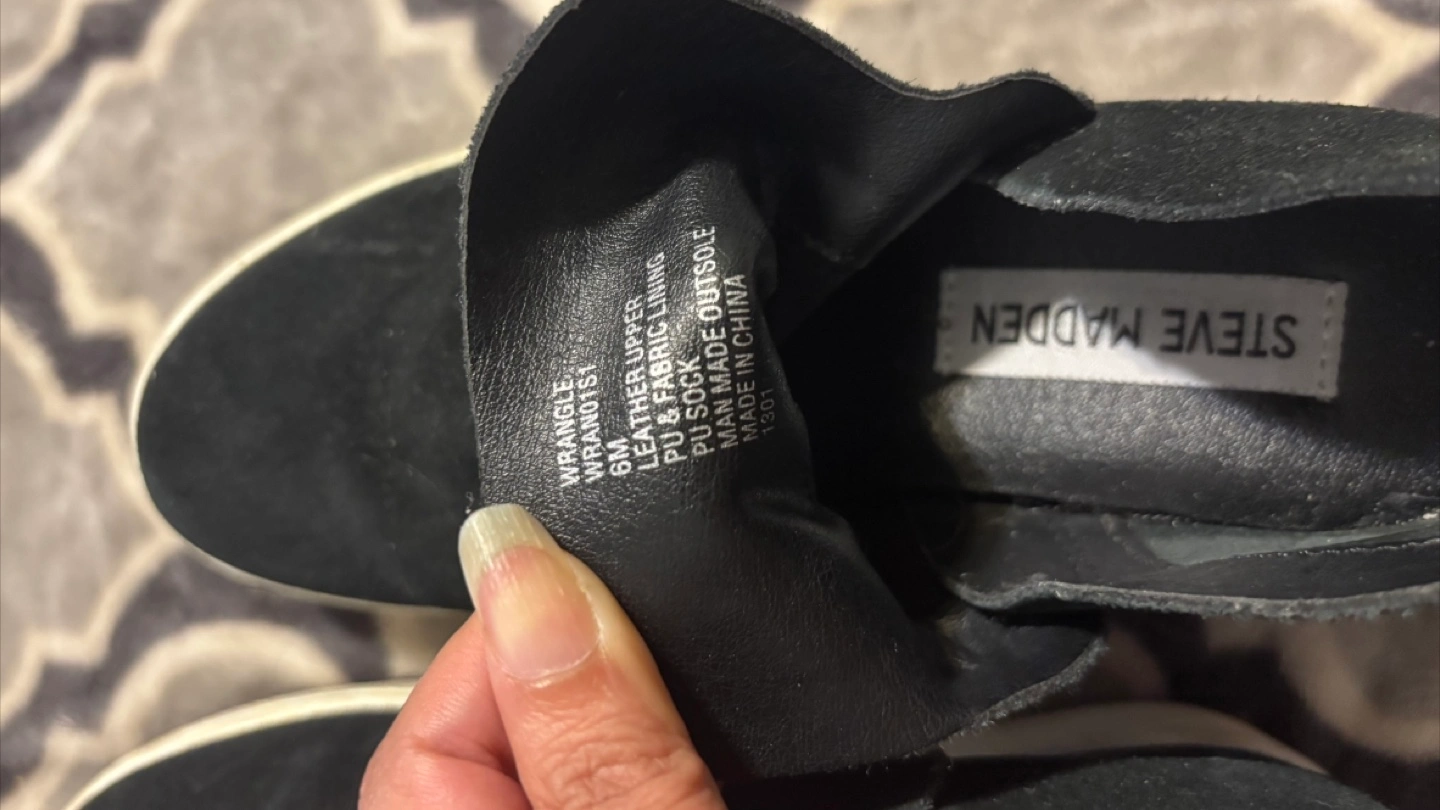 WRANGLE
WRAN01S1
6M
LEATHER UPPER
PU & FABRIC LINING
PU SOCK
MAN MADE OUTSOLE
MADE IN CHINA
1301
STEVE MADDEN